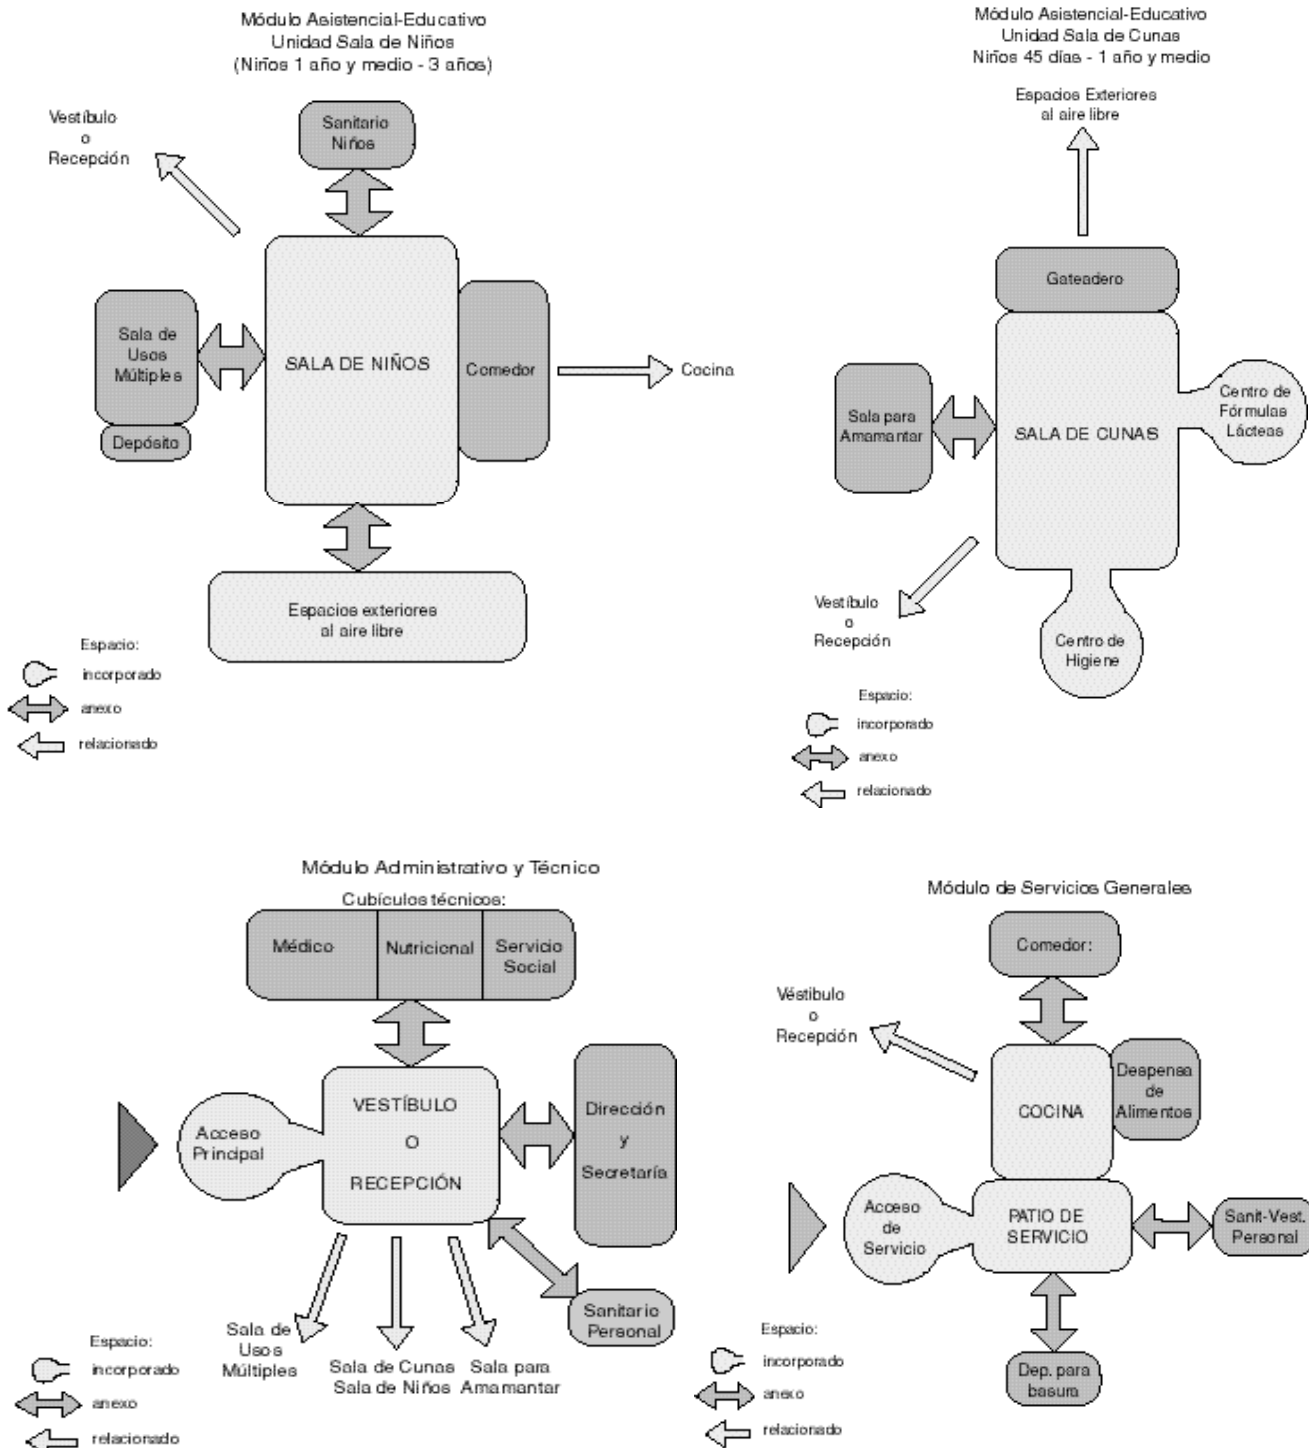 Módulo Asistencial-Educativo
Unidad Sala de Niños
(Niños 1 año y medio - 3 años)
Vestíbulo
o
Recepción
Sanitario
Niños
Sala de
Usos
Múltiples
Depósito
SALA DE NIÑOS
Comedor
Cocina
Espacios exteriores
al aire libre
Espacio:
incorporado
anexo
relacionado
Módulo Asistencial-Educativo
Unidad Sala de Cunas
Niños 45 días - 1 año y medio
Espacios Exteriores
al aire libre
Gateadero
Sala para
Amamantar
SALA DE CUNAS
Centro de
Fórmulas
Lácteas
Vestíbulo
o
Recepción
Centro de
Higiene
Espacio:
incorporado
anexo
relacionado
Módulo Administrativo y Técnico
Cubículos técnicos:
Médico
Nutricional
Servicio
Social
Acceso
Principal
VESTÍBULO
O
RECEPCIÓN
Dirección
y
Secretaría
Sanitario
Personal
Sala de
Usos
Múltiples
Sala de Cunas
Sala de Niños
Sala para
Amamantar
Espacio:
incorporado
anexo
relacionado
Módulo de Servicios Generales
Comedor:
Véstibulo
o
Recepción
COCINA
Despensa
de
Alimentos
Acceso
de
Servicio
PATIO DE
SERVICIO
Sanit-Vest.
Personal
Dep. para
basura
Espacio:
incorporado
anexo
relacionado